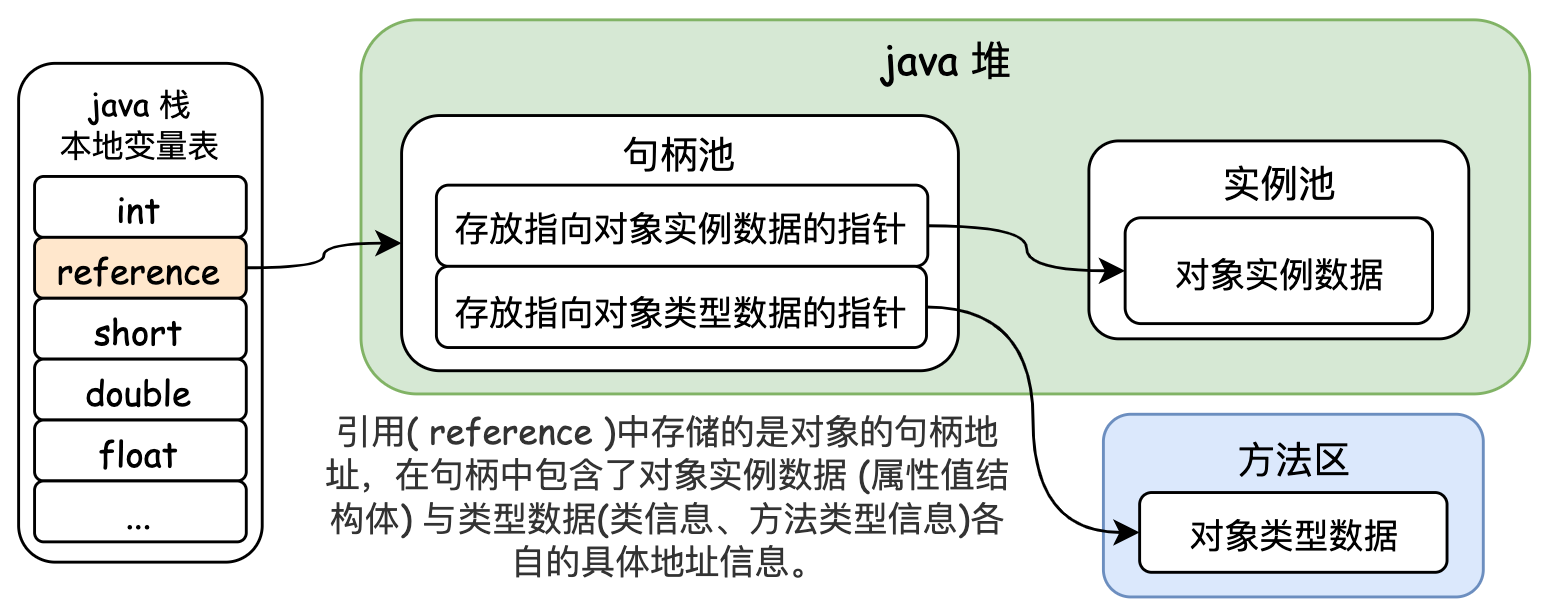 java 栈
本地变量表
int
reference
short
double
float
...
java 堆
句柄池
存放指向对象实例数据的指针
存放指向对象类型数据的指针
实例池
对象实例数据
引用( reference )中存储的是对象的句柄地
址，在句柄中包含了对象实例数据 (属性值结
构体) 与类型数据(类信息、方法类型信息)各
自的具体地址信息。
方法区
对象类型数据